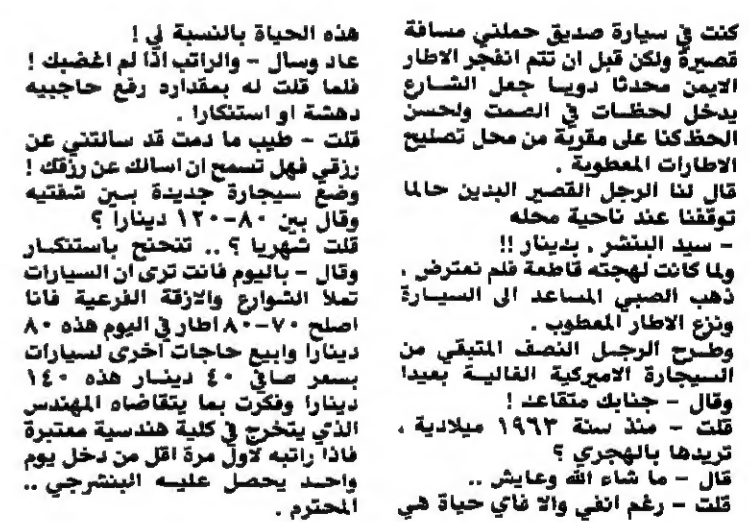 كنت في سيارة صديق حملني مسافة
قصيرة ولكن قبل ان تتم انفجر الاطار
الايمن محدثا دويا جعل الشارع
يدخل لحظات في الصمت ولحسن
الحظكنا على مقربة من محل تصليح
الاطارات المعطوبة .
قال لنا الرجل القصير البدين حالما
توقفنا عند ناحية محله
– سيد البنشر . بدينار !!
ولما كانت لهجته قاطعة فلم نعترض .
ذهب الصبي المساعد الى السيارة
ونزع الاطار المعطوب .
وطرح الرجل النصف المتبقي من
السيجارة الاميركية الغالية بعيدا
وقال – جنابك متقاعد !
قلت – منذ سنة ١٩٦٣ ميلادية .
تريدها بالهجري ؟
قال – ما شاء الله وعايش ..
قلت – رغم انفي والا فاي حياة هي
هذه الحياة بالنسبة لي !
عاد وسال – والراتب اذا لم اغضبك !
فلما قلت له بمقداره رفع حاجبيه
دهشة او استنكارا .
قلت – طيب ما دمت قد سالتني عن
رزقي فهل تسمح ان اسالك عن رزقك !
وضع سيجارة جديدة بين شفتيه
وقال بين ٨٠–١٢٠ دينارا ؟
قلت شهريا ؟ .. تنحنح باستنكار
وقال – باليوم فانت ترى ان السيارات
تملا الشوارع والازقة الفرعية فانا
اصلح ٧٠–٨٠ اطار في اليوم هذه ٨٠
دينارا وابيع حاجات اخرى لسيارات
بسعر صافي ٤٠ دينار هذه ١٤٠
دينارا وفكرت بما يتقاضاه المهندس
الذي يتخرج في كلية هندسية معتبرة
فاذا راتبه لاول مرة اقل من دخل يوم
واحد يحصل عليه البنشرجي ..
المحترم .